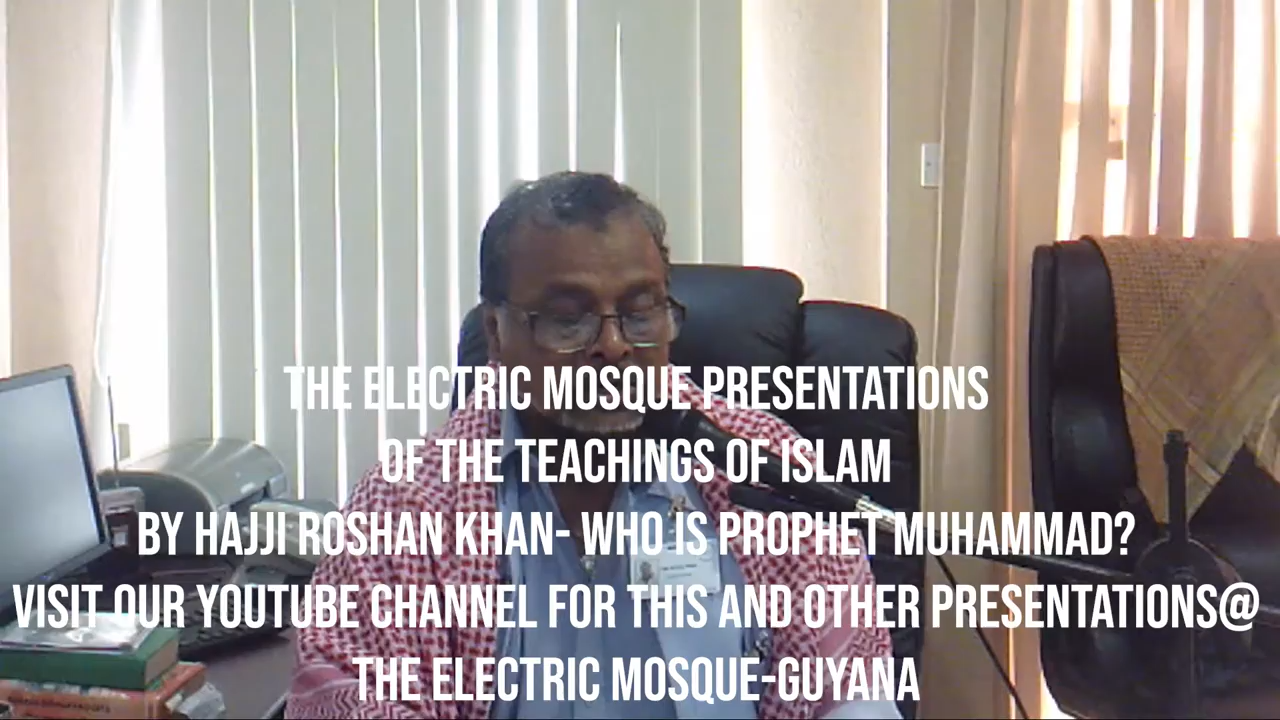 THE ELECTRIC MOSQUE PRESENTATIONS
OF THE TEACHINGS OF ISLAM
BY HAJJI ROSHAN KHAN- WHO IS PROPHET MUHAMMAD?
VISIT OUR YOUTUBE CHANNEL FOR THIS AND OTHER PRESENTATIONS@
THE ELECTRIC MOSQUE-GUYANA